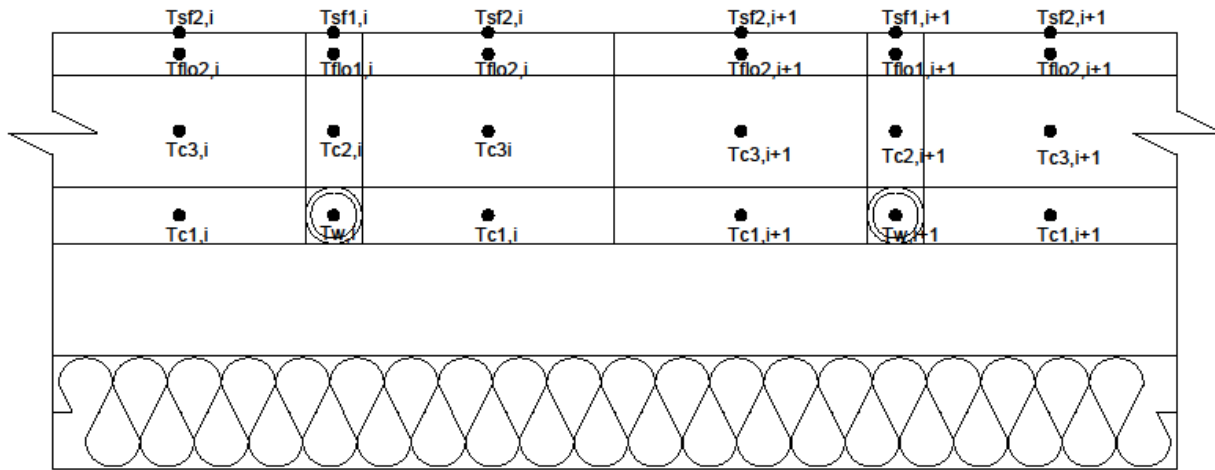 Tsf2,i Tsf1,i Tsf2,i Tsf2,i+1 Tsf1,i+1 Tsf2,i+1
Tflo2,i Tflo1,i Tflo2,i Tflo2,i+1 Tflo1,i+1 Tflo2,i+1
Tc3,i Tc2,i Tc3i Tc3,i+1 Tc2,i+1 Tc3,i+1
Tc1,i Tw,i Tc1,i Tc1,i+1 Tw,i+1 Tc1,i+1